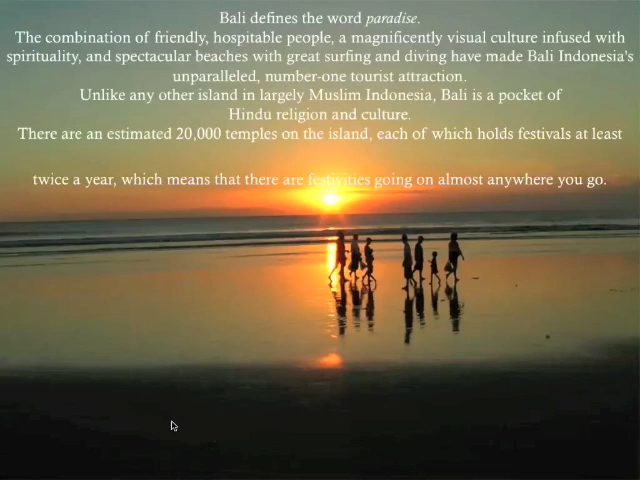 Bali defines the word paradise.
The combination of friendly, hospitable people, a magnificently visual culture infused with
spirituality, and spectacular beaches with great surfing and diving have made Bali Indonesia's
unparalleled, number-one tourist attraction.
Unlike any other island in largely Muslim Indonesia, Bali is a pocket of
Hindu religion and culture.
There are an estimated 20,000 temples on the island, each of which holds festivals at least
twice a year, which means that there are festivities going on almost anywhere you go.